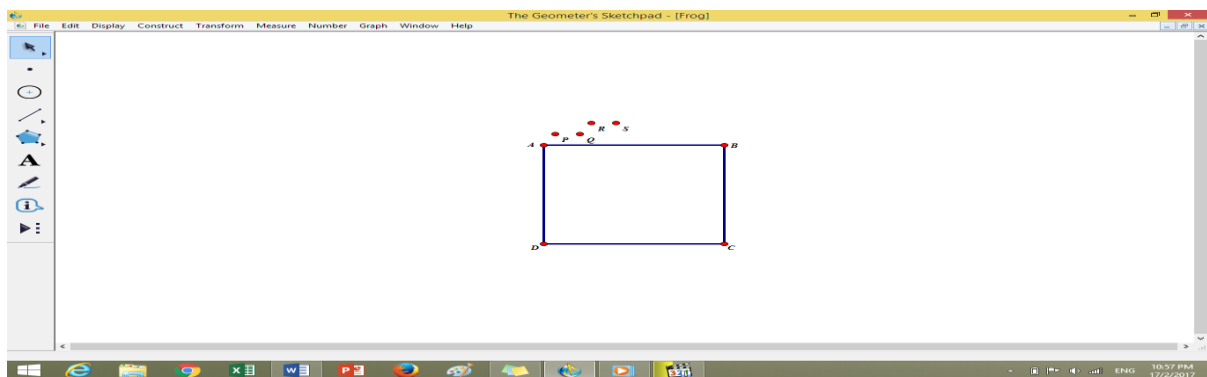 The Geometer's Sketchpad - [Frog]
File Edit Display Construct Transform Measure Number Graph Window Help
A
R S
P Q
A B
D C
10:57 PM
ENG
17/2/2017